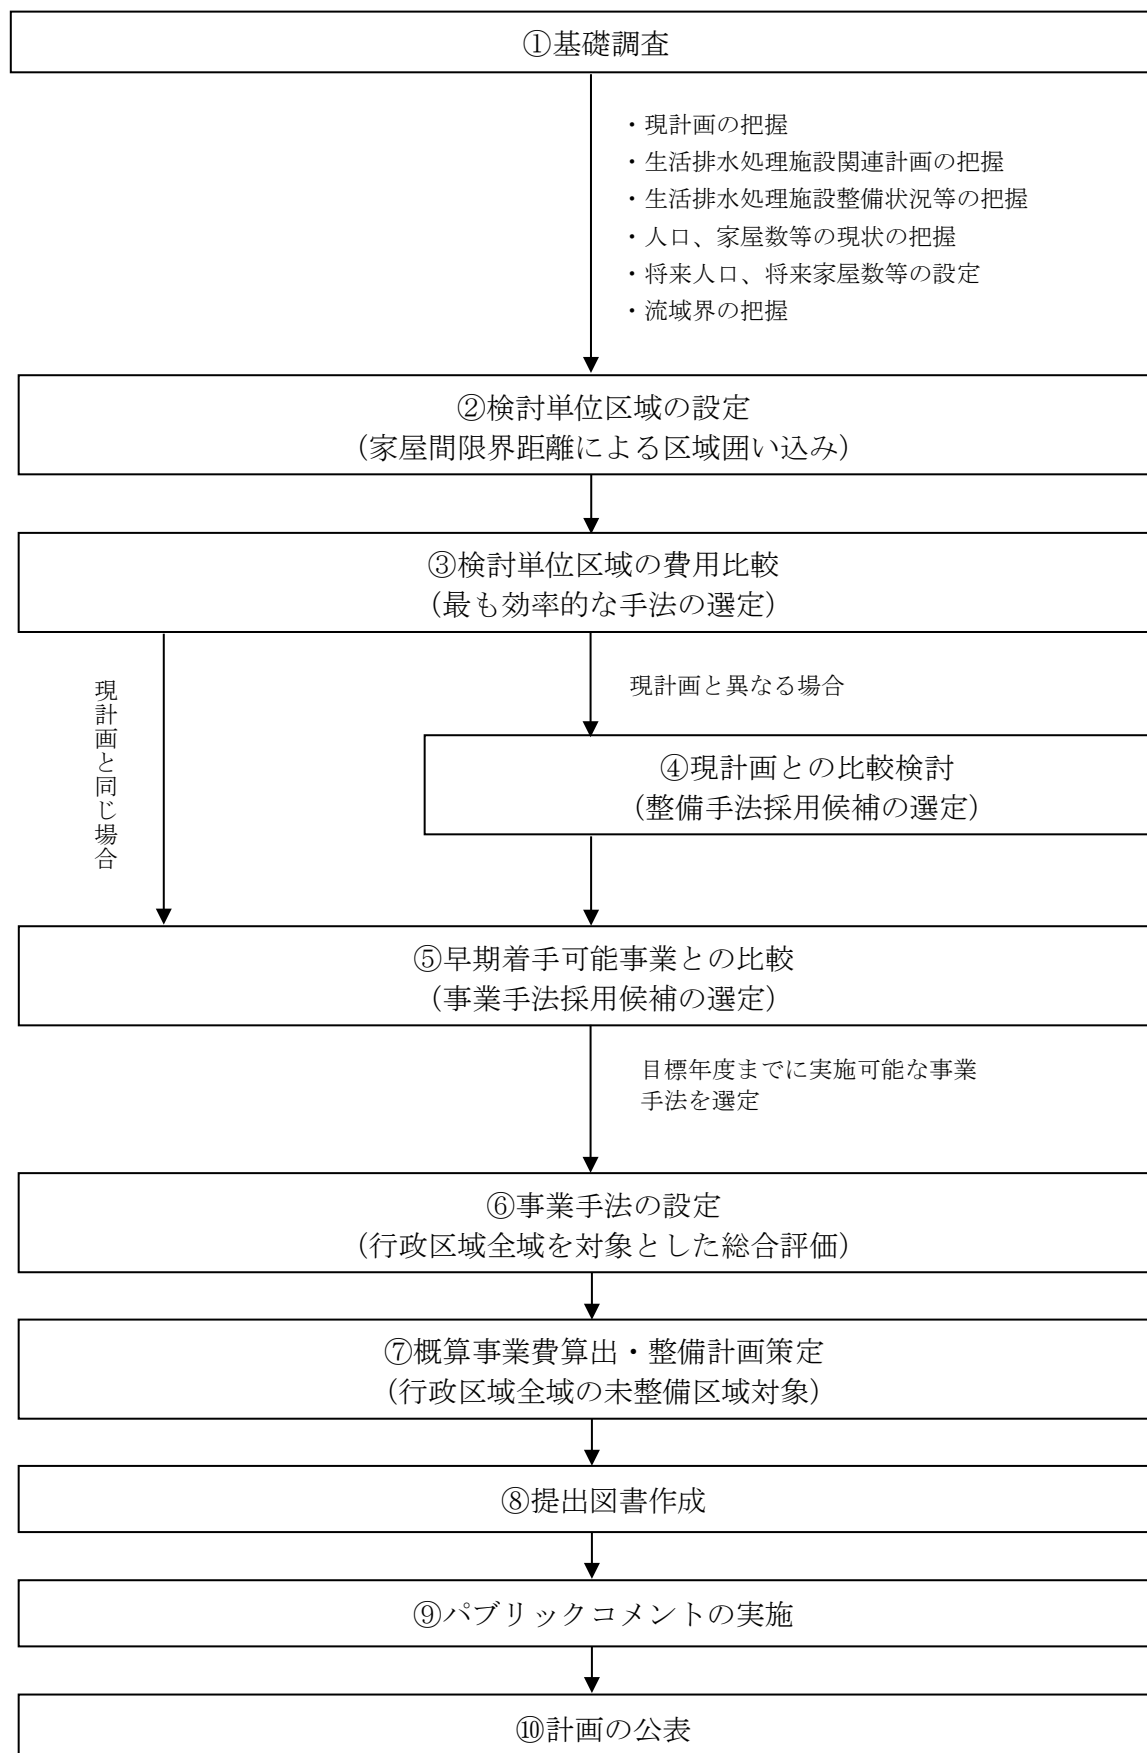 ①基礎調査
・現計画の把握
・生活排水処理施設関連計画の把握
・生活排水処理施設整備状況等の把握
・人口、家屋数等の現状の把握
・将来人口、将来家屋数等の設定
・流域界の把握
②検討単位区域の設定
（家屋間限界距離による区域囲い込み）
③検討単位区域の費用比較
（最も効率的な手法の選定）
現計画と同じ場合
現計画と異なる場合
④現計画との比較検討
（整備手法採用候補の選定）
⑤早期着手可能事業との比較
（事業手法採用候補の選定）
目標年度までに実施可能な事業
手法を選定
⑥事業手法の設定
（行政区域全域を対象とした総合評価）
⑦概算事業費算出・整備計画策定
（行政区域全域の未整備区域対象）
⑧提出図書作成
⑨パブリックコメントの実施
⑩計画の公表